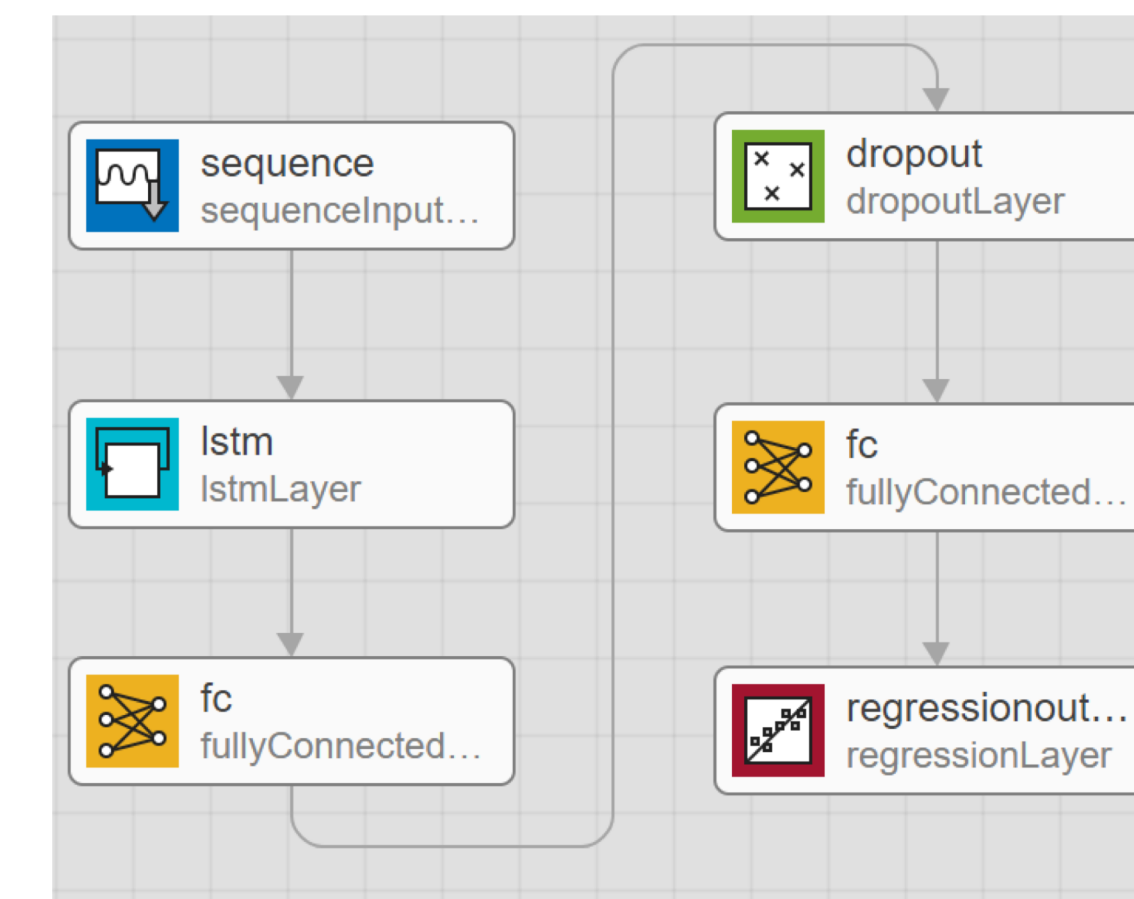 sequence
sequenceInput...
lstm
lstmLayer
fc
fullyConnected...
dropout
dropoutLayer
fc
fullyConnected...
regressionout...
regressionLayer